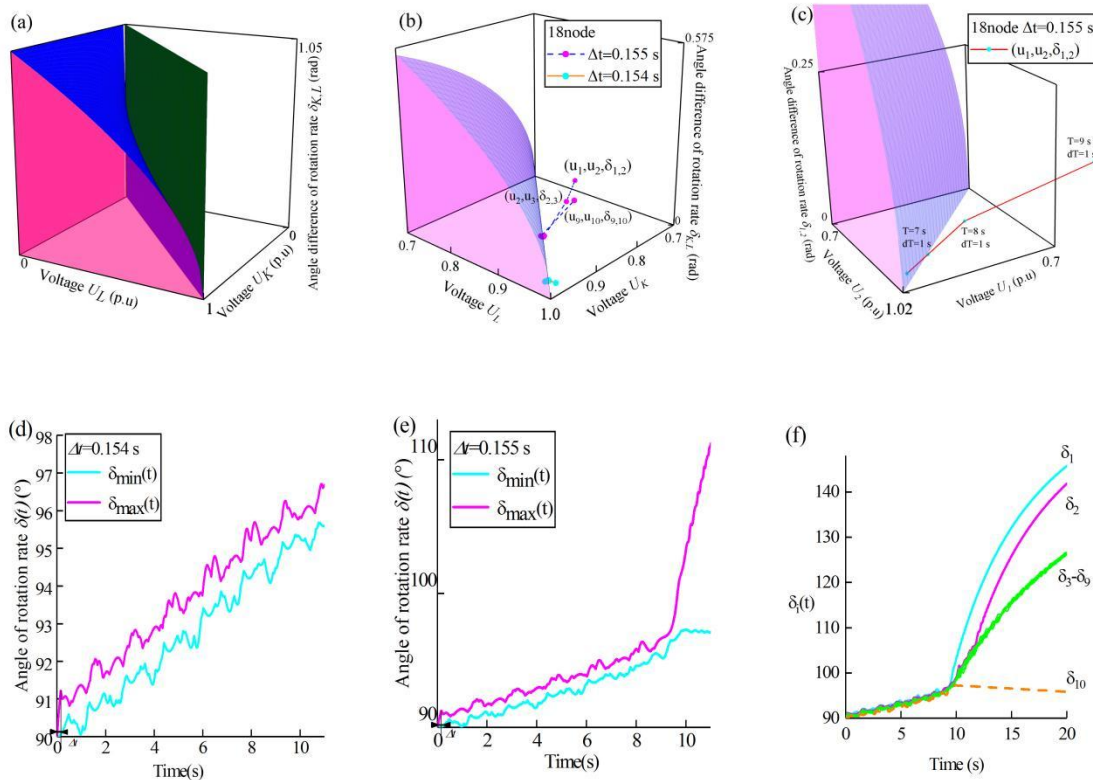 (a)
1.05
Angle difference of rotation rate δK,L (rad)
0
Voltage UL (p.u)
1
Voltage UK (p.u)
0
(b)
0.575
18node
Δt=0.155 s
Δt=0.154 s
Angle difference of rotation rate δK,L (rad)
(u1,u2,δ1,2)
(u2,u3,δ2,3)
(u9,u10,δ9,10)
0.7
0.8
0.9
1.0
Voltage UL
0.9
0.8
0.7
0
Voltage UK
(c)
18node Δt=0.155 s
(u1,u2,δ1,2)
0.25
Angle difference of rotation rate δ1,2 (rad)
0
0.7
T=9 s
dT=1 s
T=7 s
dT=1 s
T=8 s
dT=1 s
Voltage U2 (p.u)
1.02
Voltage U1 (p.u)
0.7
(d)
Δt=0.154 s
δmin(t)
δmax(t)
Angle of rotation rate δ(t) (°)
98
97
96
95
94
93
92
91
90
Δt
0
2
4
6
8
10
Time(s)
(e)
Δt=0.155 s
δmin(t)
δmax(t)
Angle of rotation rate δ(t) (°)
110
100
90
Δt
0
2
4
6
8
10
Time(s)
(f)
δ1
δ2
δ3-δ9
δ10
δi(t)
140
130
120
110
100
90
0
5
10
15
20
Time (s)